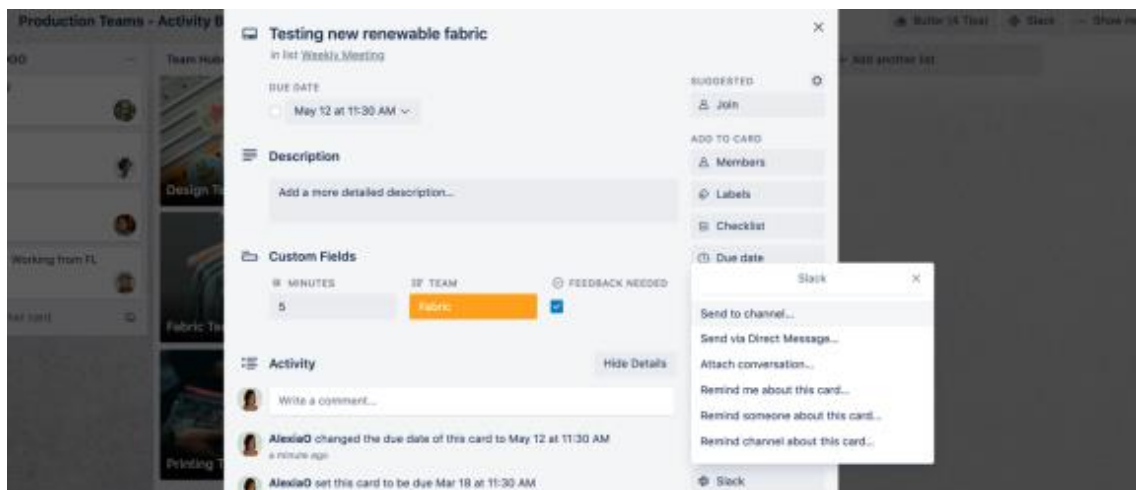 Production Teams - Activity B
Butler (4 Tips)
Slack
Show me
OOO
Team Hub
Add another list
Working from FL
Design Te
Fabric Te
Printing T
Testing new renewable fabric
in list Weekly Meeting
DUE DATE
May 12 at 11:30 AM
Description
Add a more detailed description...
Custom Fields
MINUTES
TEAM
FEEDBACK NEEDED
5
Fabric
Activity
Hide Details
Write a comment...
AlexiaO changed the due date of this card to May 12 at 11:30 AM
a minute ago
AlexiaO set this card to be due Mar 18 at 11:30 AM
SUGGESTED
Join
ADD TO CARD
Members
Labels
Checklist
Due date
Slack
Send to channel...
Send via Direct Message...
Attach conversation...
Remind me about this card...
Remind someone about this card...
Remind channel about this card...
Slack